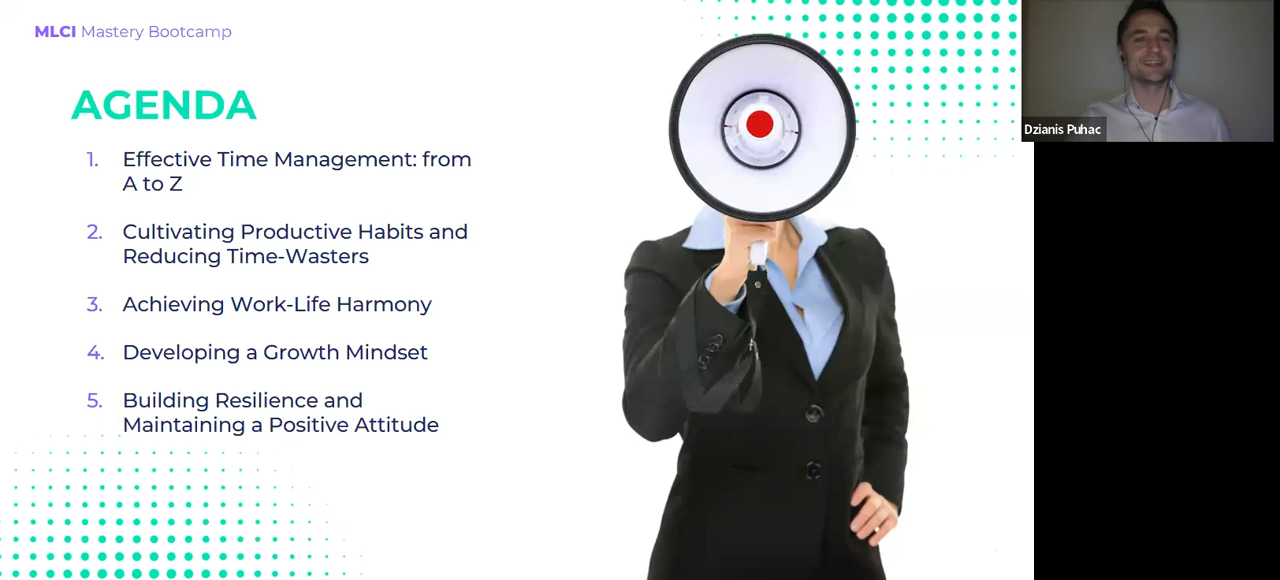 MLCI Mastery Bootcamp
AGENDA
1. Effective Time Management: from
A to Z
2. Cultivating Productive Habits and
Reducing Time-Wasters
3. Achieving Work-Life Harmony
4. Developing a Growth Mindset
5. Building Resilience and
Maintaining a Positive Attitude
Dzianis Puhac